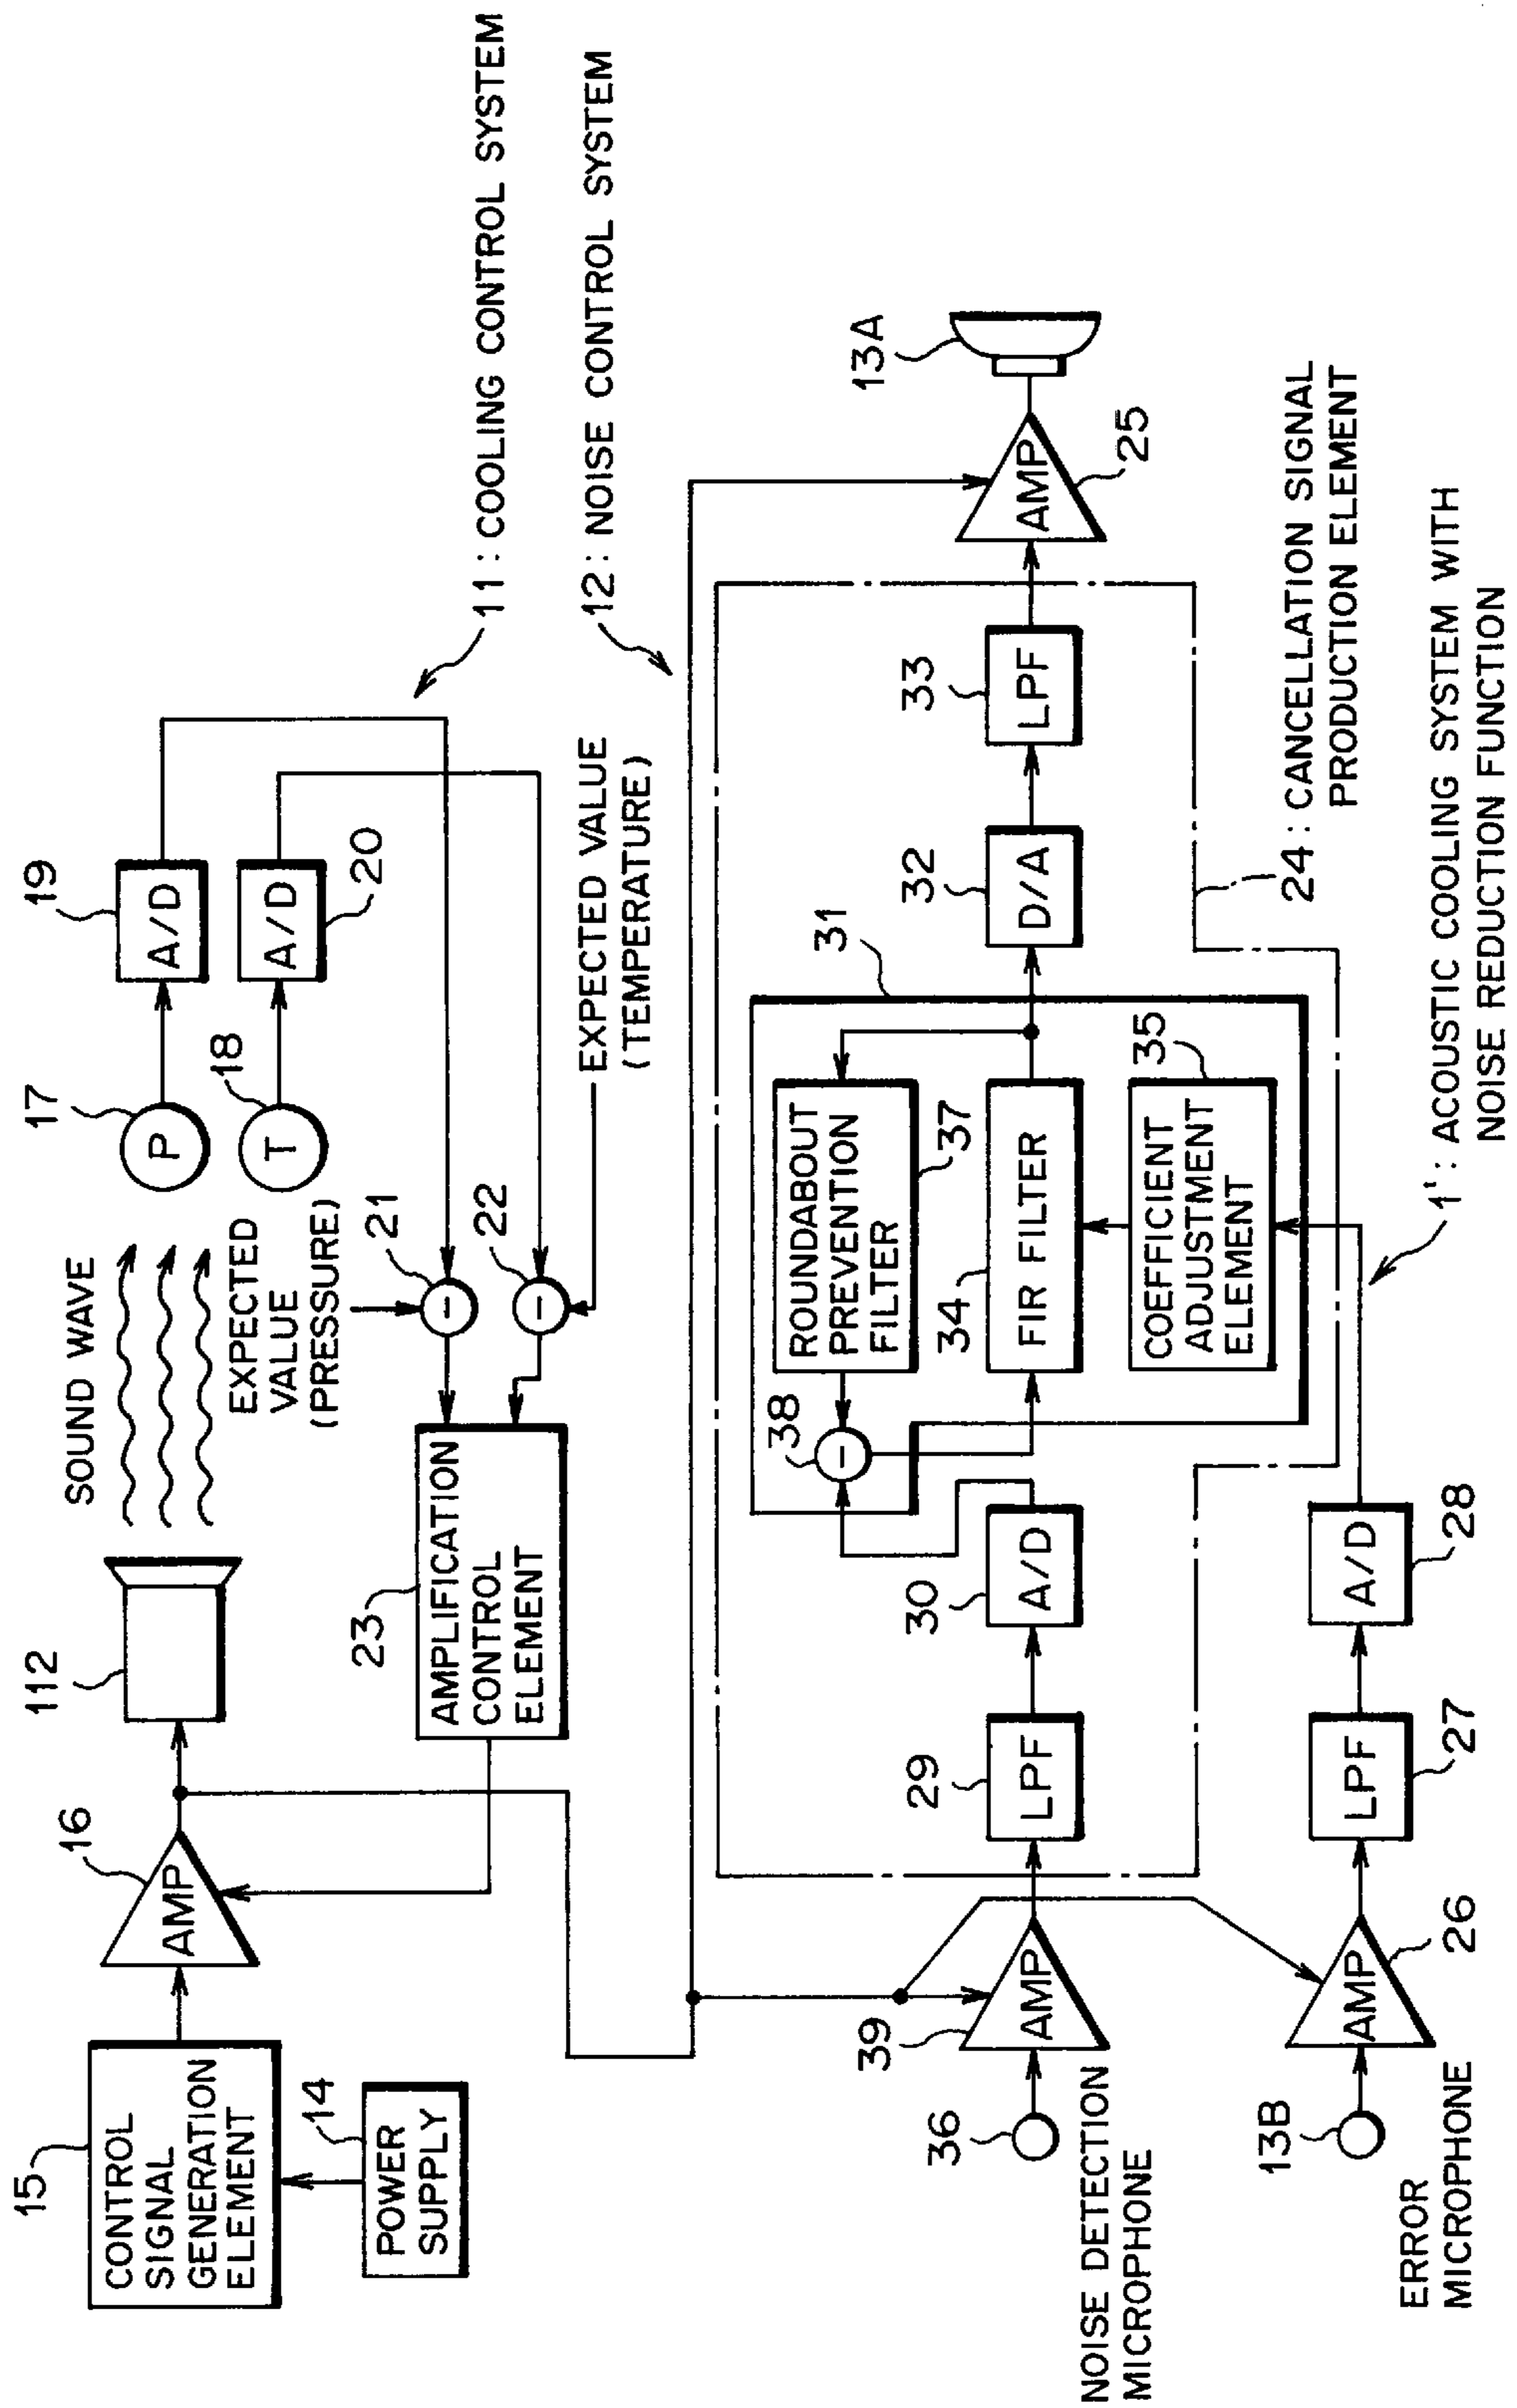 15
CONTROL
SIGNAL
GENERATION
ELEMENT
14
POWER
SUPPLY
16
AMP
112
SOUND WAVE
17
P
18
T
19
A/D
20
A/D
11: COOLING CONTROL SYSTEM
EXPECTED
VALUE
(PRESSURE)
21
-
22
-
EXPECTED VALUE
(TEMPERATURE)
23
AMPLIFICATION
CONTROL
ELEMENT
12: NOISE CONTROL SYSTEM
36
NOISE DETECTION
MICROPHONE
39
AMP
29
LPF
30
A/D
38
-
ROUNDABOUT
PREVENTION
FILTER
37
34
FIR FILTER
35
COEFFICIENT
ADJUSTMENT
ELEMENT
31
32
D/A
33
LPF
AMP
25
13A
24: CANCELLATION SIGNAL
PRODUCTION ELEMENT
13B
ERROR
MICROPHONE
AMP
26
LPF
27
A/D
28
1': ACOUSTIC COOLING SYSTEM WITH
NOISE REDUCTION FUNCTION